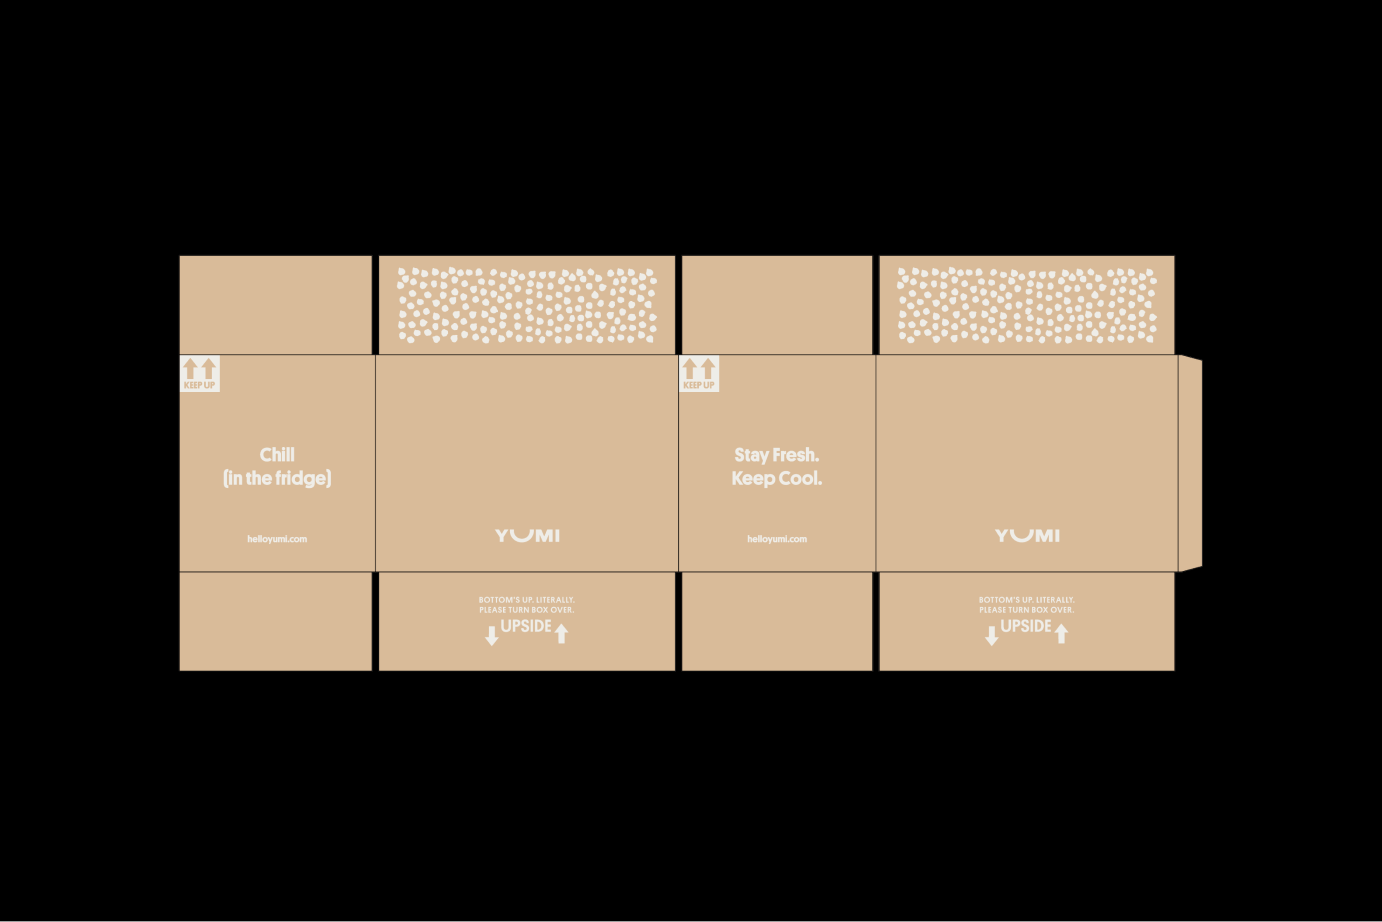 KEEP UP
Chill
(in the fridge)
helloyumi.com
YUMI
KEEP UP
Stay Fresh.
Keep Cool.
helloyumi.com
YUMI
BOTTOM'S UP. LITERALLY.
PLEASE TURN BOX OVER.
UPSIDE
BOTTOM'S UP. LITERALLY.
PLEASE TURN BOX OVER.
UPSIDE